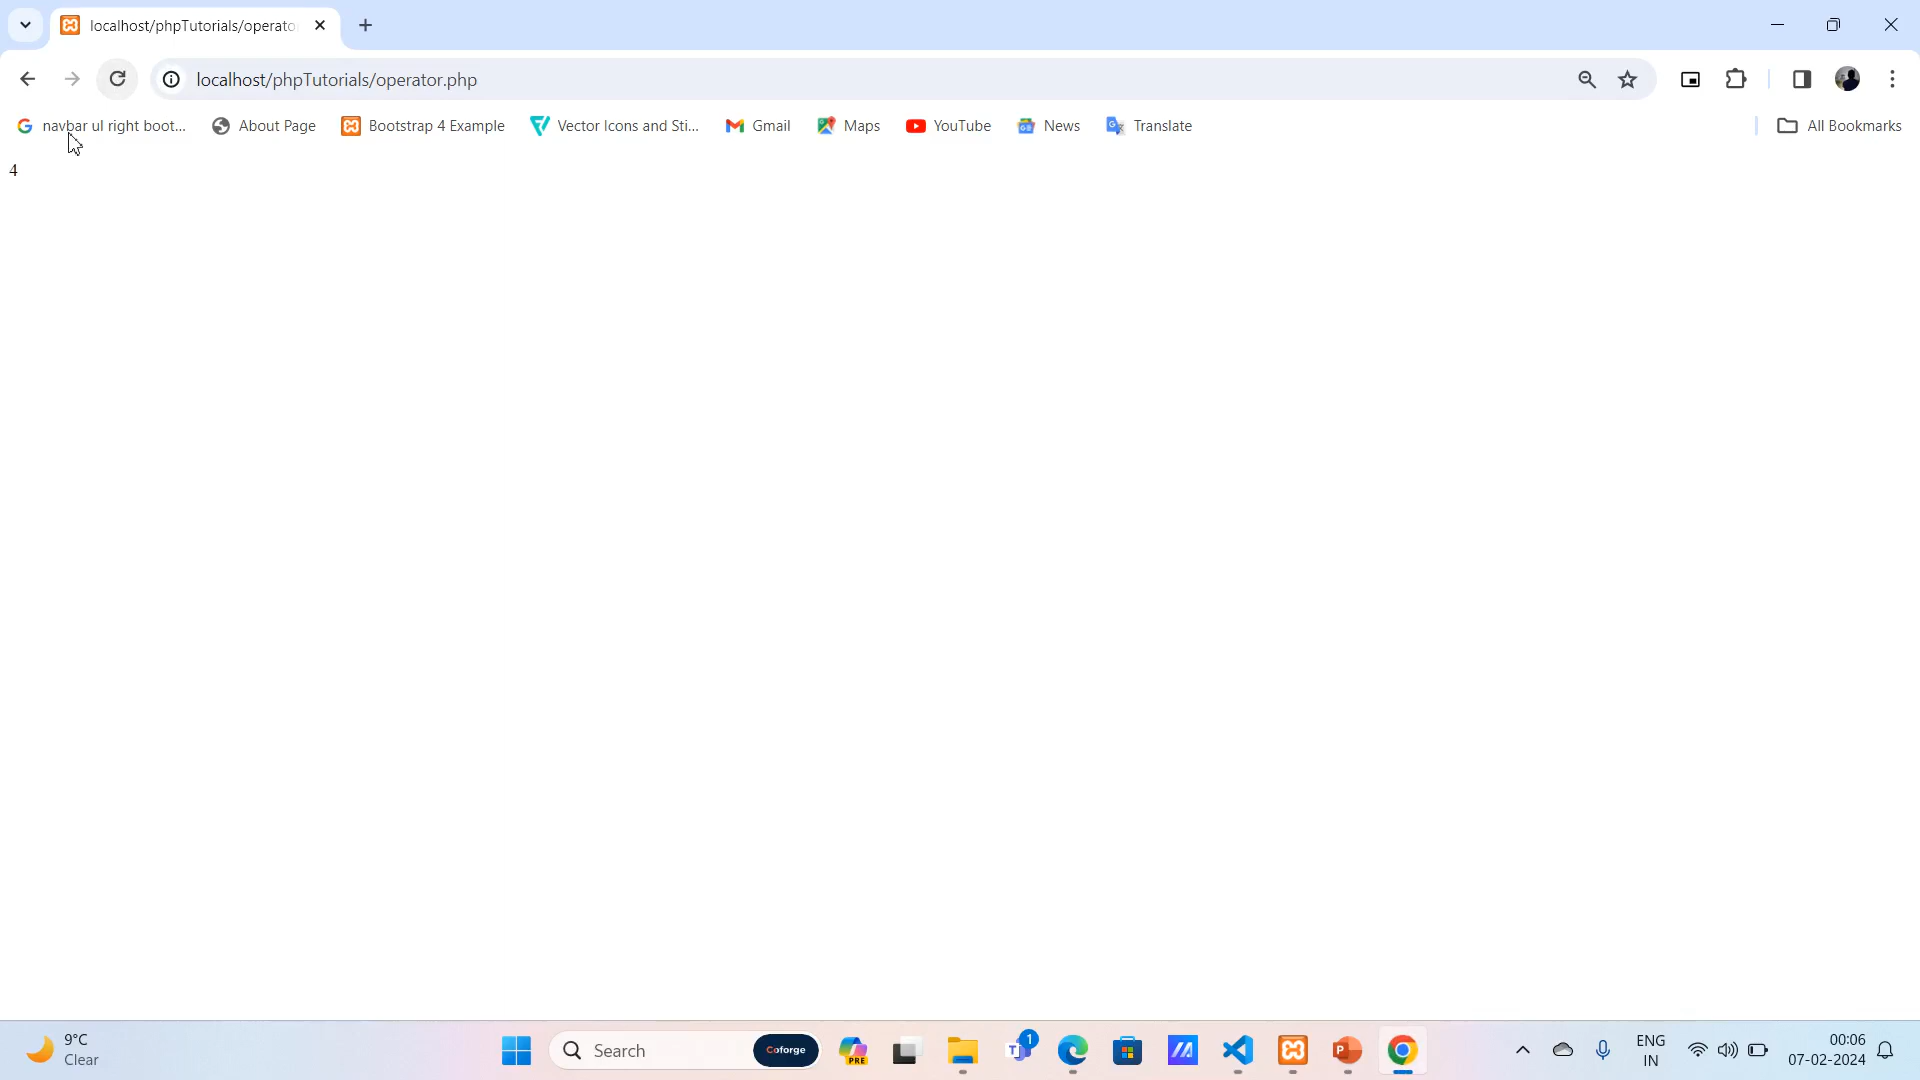 localhost/phpTutorials/operato
localhost/phpTutorials/operator.php
navbar ul right boot...
About Page
Bootstrap 4 Example
Vector Icons and Sti...
Gmail
Maps
YouTube
News
Translate
All Bookmarks
4
9°C
Clear
Search
Coforge
PRE
1
ENG
IN
00:06
07-02-2024